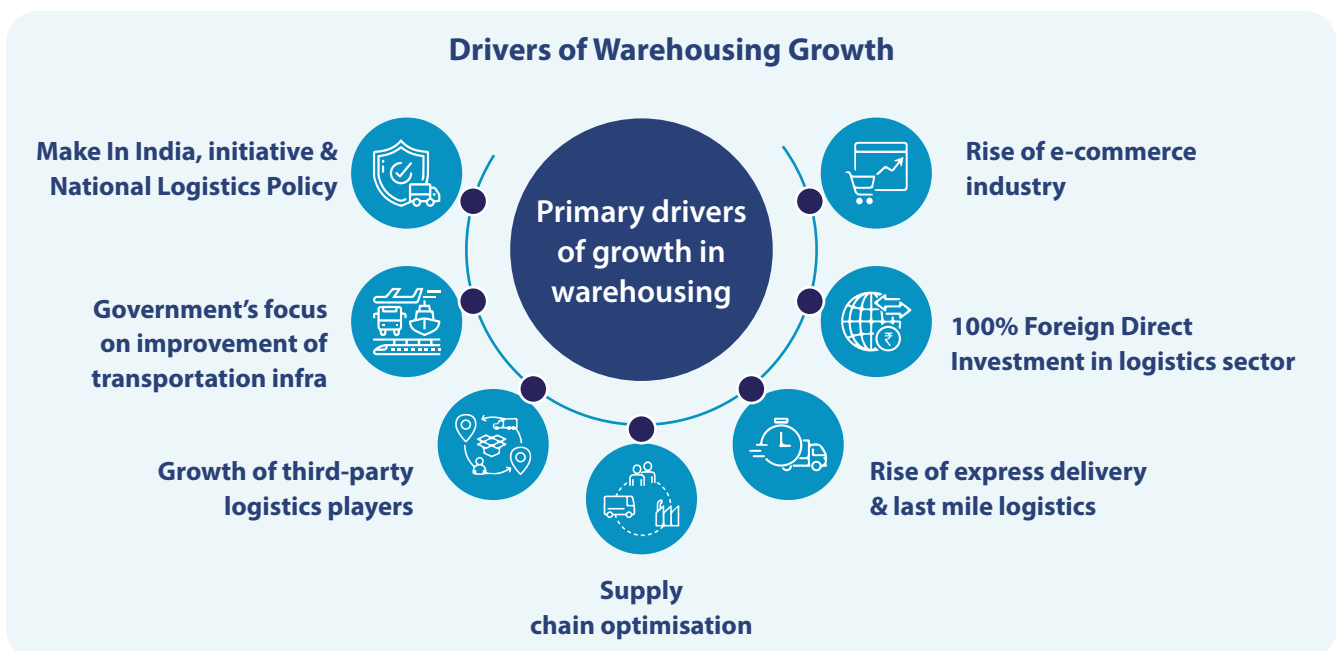 Drivers of Warehousing Growth
Make In India, initiative &
National Logistics Policy
Government’s focus
on improvement of
transportation infra
Growth of third-party
logistics players
Supply
chain optimisation
Primary drivers
of growth in
warehousing
Rise of e-commerce
industry
100% Foreign Direct
Investment in logistics sector
₹
Rise of express delivery
& last mile logistics